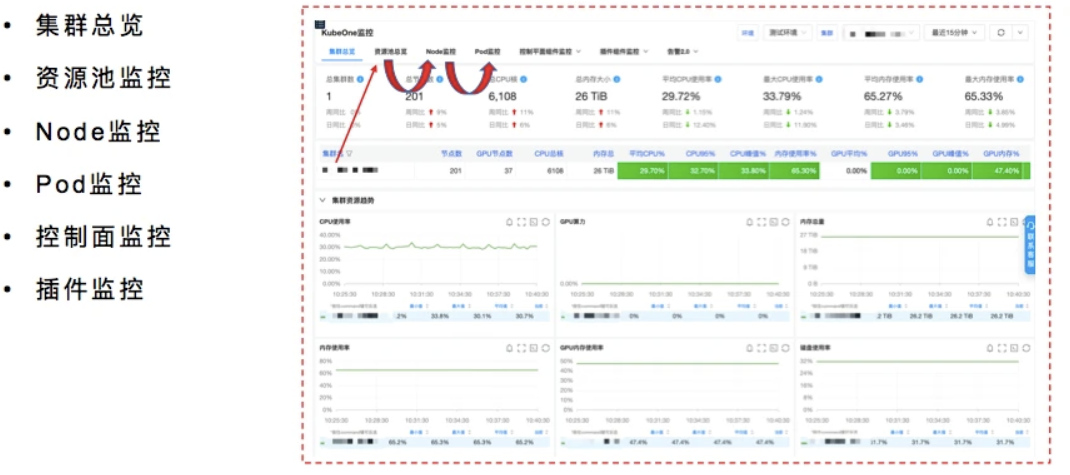 • 集群总览
• 资源池监控
• Node监控
• Pod监控
• 控制面监控
• 插件监控
KubeOne监控
环境 测试环境 集群 最近15分钟
集群总览 资源池总览 Node监控 Pod监控 控制平面组件监控 插件组件监控 告警2.0
总集群数 总节点数 总CPU核 总内存大小 平均CPU使用率 最大CPU使用率 平均内存使用率 最大内存使用率
1 201 6,108 26 TiB 29.72% 33.79% 65.27% 65.33%
周同比 周同比 9% 周同比 11% 周同比 11% 周同比 1.15% 周同比 1.24% 周同比 3.79% 周同比 3.85%
日同比 日同比 5% 日同比 6% 日同比 6% 日同比 12.40% 日同比 11.90% 日同比 3.46% 日同比 4.96%
集群名 节点数 GPU节点数 CPU总核 内存总 平均CPU% CPU95% CPU峰值% 内存使用率% GPU平均% GPU95% GPU峰值% GPU内存%
201 37 6108 26 TiB 29.70% 32.70% 33.80% 65.30% 0.00% 0.00% 0.00% 47.40%
集群资源趋势
CPU使用率 GPU算力 内存总量
40.00% 37 TiB
30.00% 19 TiB
20.00% 9 TiB
10.00%
0.00% 0.00% 0 B
10:25:30 10:28:30 10:31:30 10:34:30 10:37:30 10:40:30 10:25:30 10:28:30 10:31:30 10:34:30 10:37:30 10:40:30 10:25:30 10:28:30 10:31:30 10:34:30 10:37:30 10:40:30
.2% 33.8% 30.1% 30.7% 0% 0% 0% 0% .2 TiB 26.2 TiB 26.2 TiB 26.2 TiB
联系客服
内存使用率 GPU内存使用率 磁盘使用率
80% 50% 32%
60% 40% 24%
40% 30% 16%
20% 20% 8%
0% 10% 0%
0%
10:25:30 10:28:30 10:31:30 10:34:30 10:37:30 10:40:30 10:25:30 10:28:30 10:31:30 10:34:30 10:37:30 10:40:30 10:25:30 10:28:30 10:31:30 10:34:30 10:37:30 10:40:30
65.2% 65.3% 65.3% 65.2% 47.4% 47.4% 47.4% 47.4% 31.7% 31.7% 31.7% 31.7%